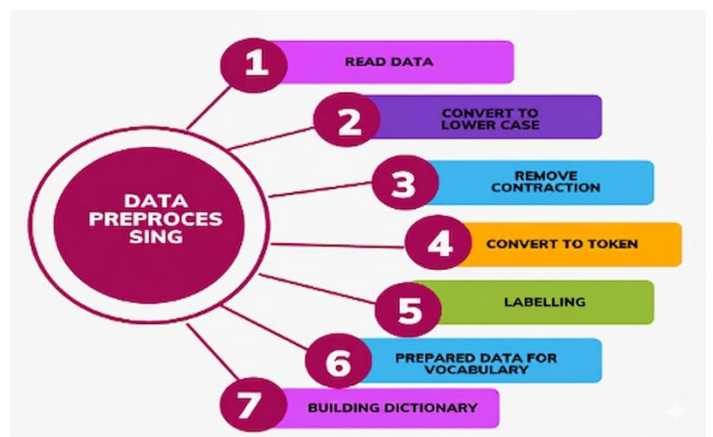 1
READ DATA
2
CONVERT TO
LOWER CASE
3
REMOVE
CONTRACTION
DATA
PREPROCES
SING
4
CONVERT TO TOKEN
5
LABELLING
6
PREPARED DATA FOR
VOCABULARY
7
BUILDING DICTIONARY